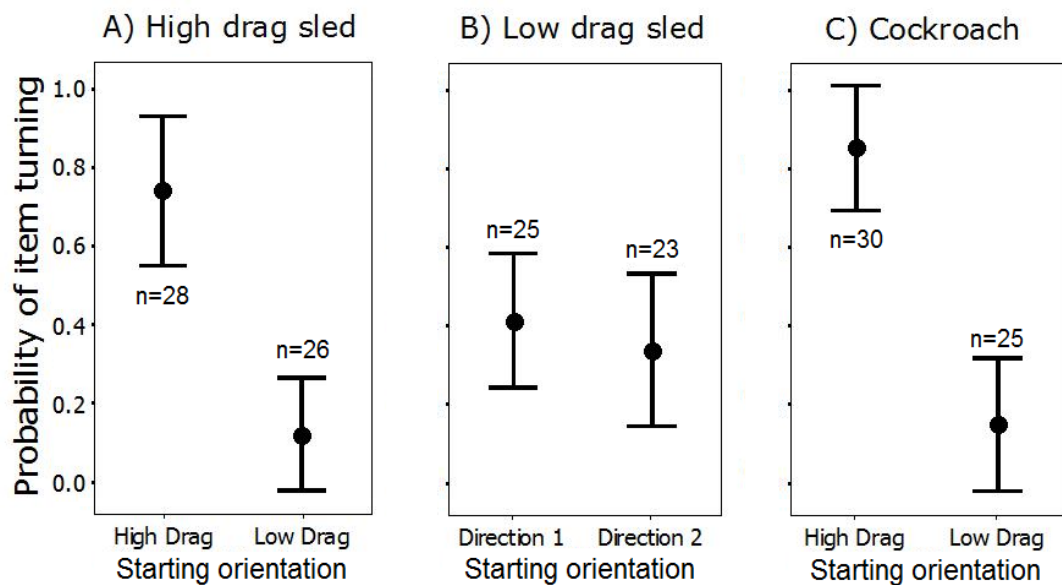 A) High drag sled
B) Low drag sled
C) Cockroach
Probability of item turning
1.0
0.8
0.6
0.4
0.2
0.0
n=28
n=26
High Drag
Low Drag
Starting orientation
n=25
n=23
Direction 1
Direction 2
Starting orientation
n=30
n=25
High Drag
Low Drag
Starting orientation